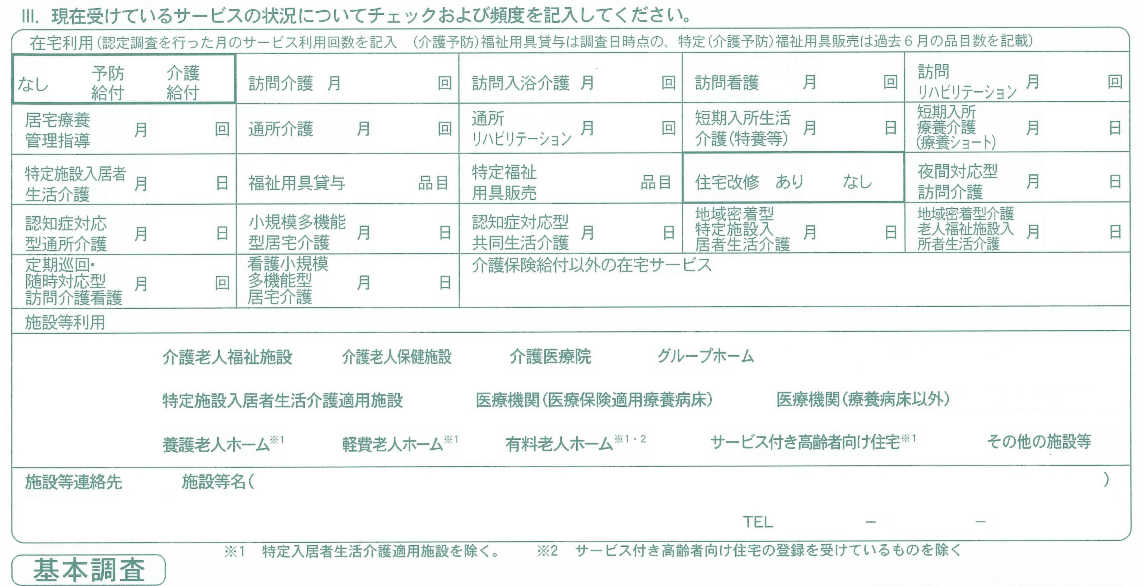 Ⅲ. 現在受けているサービスの状況についてチェックおよび頻度を記入してください。
在宅利用(認定調査を行った月のサービス利用回数を記入 (介護予防)福祉用具貸与は調査日時点の、特定(介護予防)福祉用具販売は過去6月の品目数を記載)
なし 予防給付 介護給付 訪問介護 月 回 訪問入浴介護 月 回 訪問看護 月 回 訪問リハビリテーション 月 回
居宅療養管理指導 月 回 通所介護 月 回 通所リハビリテーション 月 回 短期入所生活介護(特養等) 月 日 短期入所療養介護(療養ショート) 月 日
特定施設入居者生活介護 月 日 福祉用具貸与 品目 特定福祉用具販売 品目 住宅改修 あり なし 夜間対応型訪問介護 月 日
認知症対応型通所介護 月 日 小規模多機能型居宅介護 月 日 認知症対応型共同生活介護 月 日 地域密着型特定施設入居者生活介護 月 日 地域密着型介護老人福祉施設入所者生活介護 月 日
定期巡回・随時対応型訪問介護看護 月 回 看護小規模多機能型居宅介護 月 日 介護保険給付以外の在宅サービス
施設等利用
介護老人福祉施設 介護老人保健施設 介護医療院 グループホーム
特定施設入居者生活介護適用施設 医療機関(医療保険適用療養病床) 医療機関(療養病床以外)
養護老人ホーム※1 軽費老人ホーム※1 有料老人ホーム※1・2 サービス付き高齢者向け住宅※1 その他の施設等
施設等連絡先 施設等名( )
TEL － －
※1 特定入居者生活介護適用施設を除く。 ※2 サービス付き高齢者向け住宅の登録を受けているものを除く
基本調査